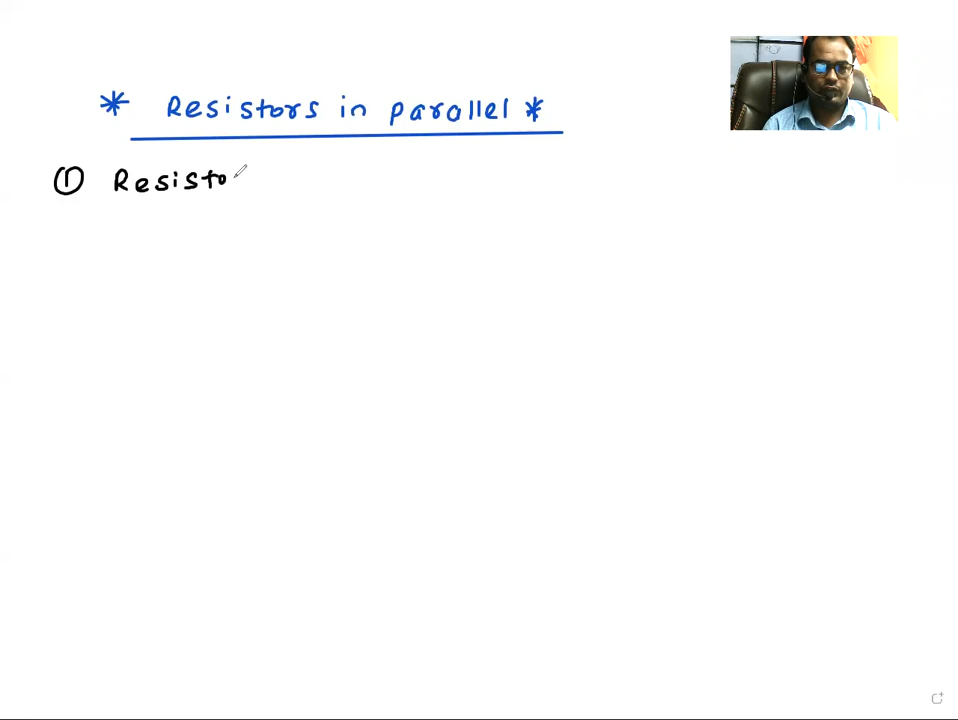 * Resistors in parallel *
① Resisto